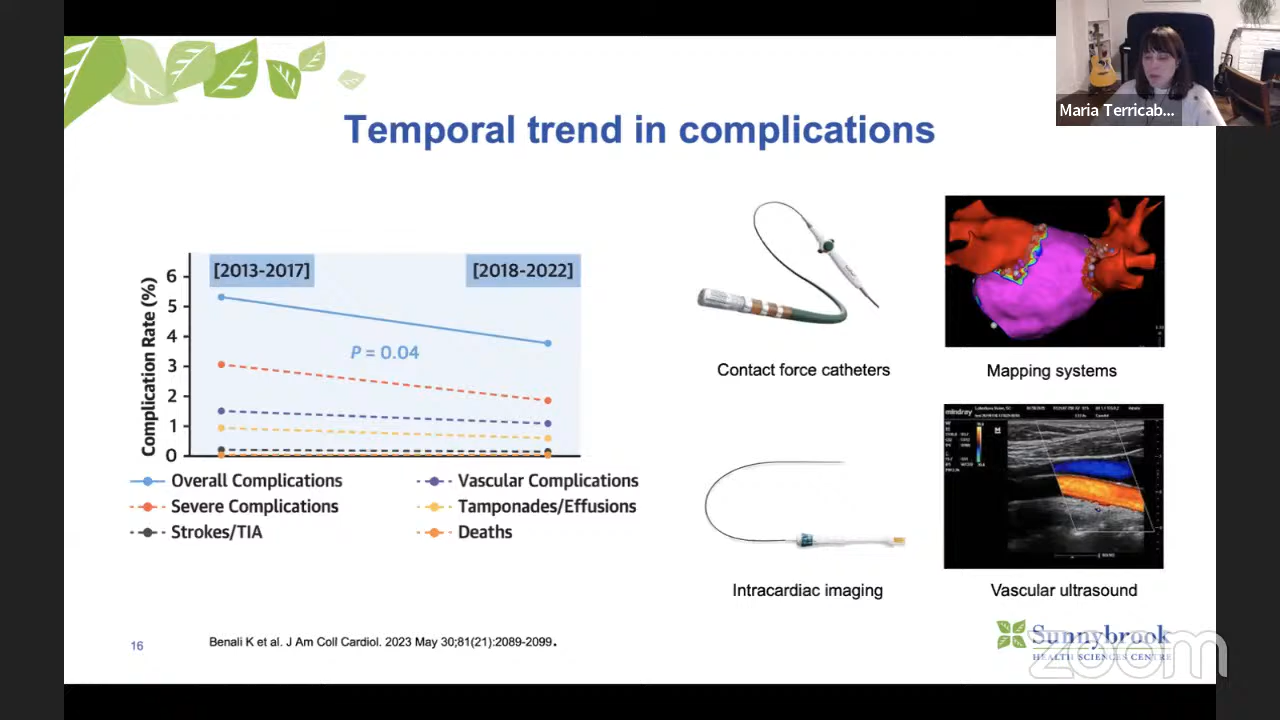 Maria Terricab...
Temporal trend in complications
[2013-2017]
[2018-2022]
Complication Rate (%)
6
5
4
3
2
1
0
P = 0.04
Overall Complications
Vascular Complications
Severe Complications
Tamponades/Effusions
Strokes/TIA
Deaths
Contact force catheters
Mapping systems
mindray
Intracardiac imaging
Vascular ultrasound
16
Benali K et al. J Am Coll Cardiol. 2023 May 30;81(21):2089-2099.
Sunnybrook
HEALTH SCIENCES CENTRE
zoom